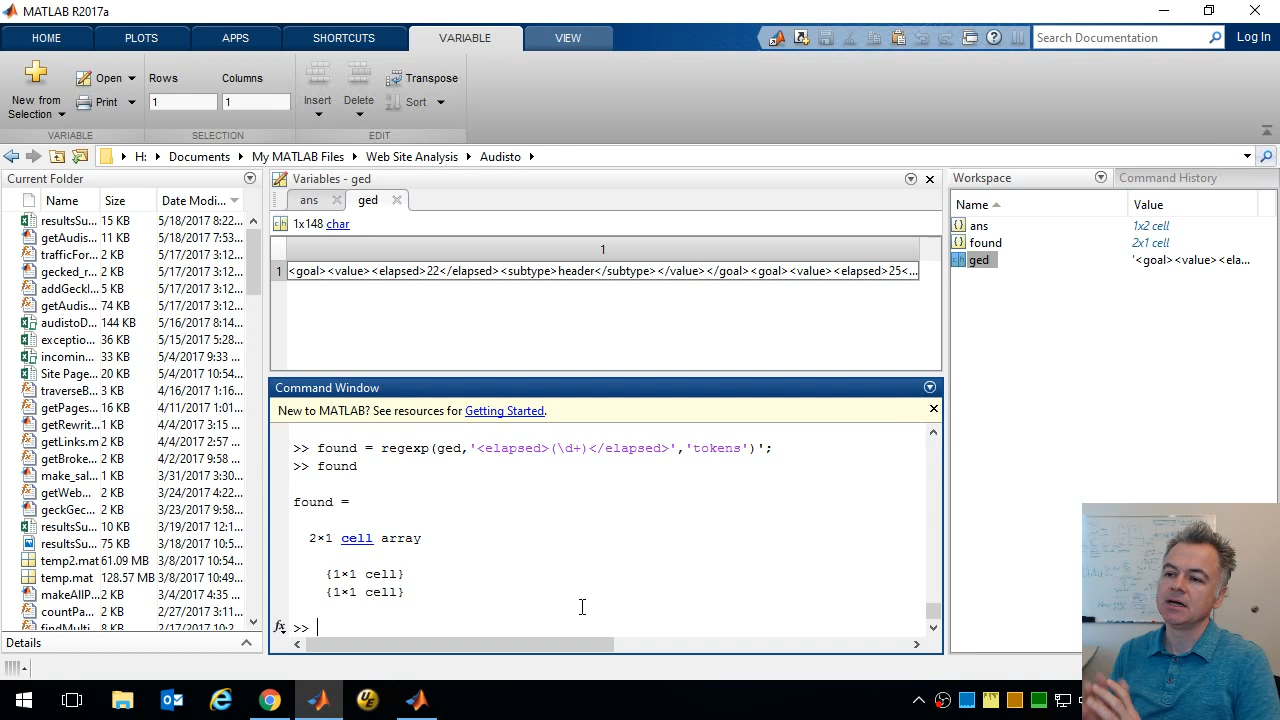 MATLAB R2017a
HOME PLOTS APPS SHORTCUTS VARIABLE VIEW Search Documentation Log In
New from Selection
Open
Print
Rows Columns
1 1
Insert Delete
Transpose
Sort
VARIABLE SELECTION EDIT
H: Documents My MATLAB Files Web Site Analysis Audisto
Current Folder
Name Size Date Modi...
resultsSu... 15 KB 5/18/2017 8:22...
getAudis... 11 KB 5/18/2017 7:53...
trafficFor... 2 KB 5/17/2017 3:12...
gecked_r... 2 KB 5/17/2017 3:12...
addGeckl... 2 KB 5/17/2017 3:12...
getAudis... 3 KB 5/17/2017 3:12...
audistoD... 144 KB 5/16/2017 8:14...
exceptio... 36 KB 5/15/2017 5:28...
incomin... 33 KB 5/4/2017 9:33 ...
Site Page... 20 KB 5/4/2017 10:54...
traverseB... 3 KB 4/16/2017 1:16...
getPages... 16 KB 4/11/2017 1:01...
getRewrit... 2 KB 4/4/2017 3:15 ...
getLinks.m 2 KB 4/4/2017 2:57 ...
getBroke... 2 KB 4/2/2017 9:39 ...
make_sal... 1 KB 3/31/2017 3:30...
getWeb... 2 KB 3/24/2017 4:22...
geckGec... 2 KB 3/23/2017 9:58...
resultsSu... 10 KB 3/19/2017 12:1...
resultsSu... 75 KB 3/18/2017 10:5...
temp2.mat 61.09 MB 3/8/2017 10:54...
temp.mat 128.57 MB 3/8/2017 10:49...
makeAllP... 2 KB 3/4/2017 4:35 ...
countPa... 2 KB 2/27/2017 3:11...
findMulti... 8 KB 2/17/2017 10:3...
Details
Variables - ged
ans ged
1x148 char
1
1 <goal><value><elapsed>22</elapsed><subtype>header</subtype></value></goal><goal><value><elapsed>25<...
Command Window
New to MATLAB? See resources for Getting Started.
>> found = regexp(ged,'<elapsed>(\d+)</elapsed>','tokens')';
>> found
found =
2×1 cell array
{1×1 cell}
{1×1 cell}
fx >>
Workspace Command History
Name Value
ans 1x2 cell
found 2x1 cell
ged '<goal><value><ela...